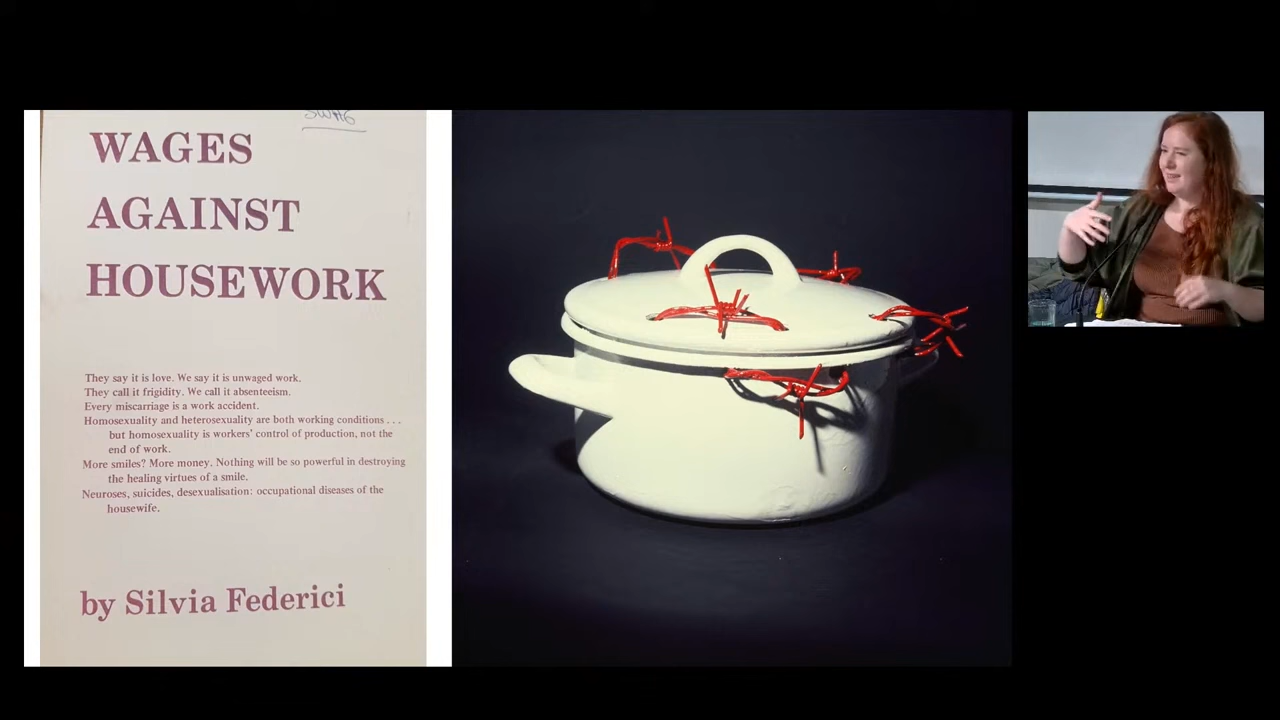 WAGES
AGAINST
HOUSEWORK
They say it is love. We say it is unwaged work.
They call it frigidity. We call it absenteeism.
Every miscarriage is a work accident.
Homosexuality and heterosexuality are both working conditions . . .
but homosexuality is workers' control of production, not the
end of work.
More smiles? More money. Nothing will be so powerful in destroying
the healing virtues of a smile.
Neuroses, suicides, desexualisation: occupational diseases of the
housewife.
by Silvia Federici